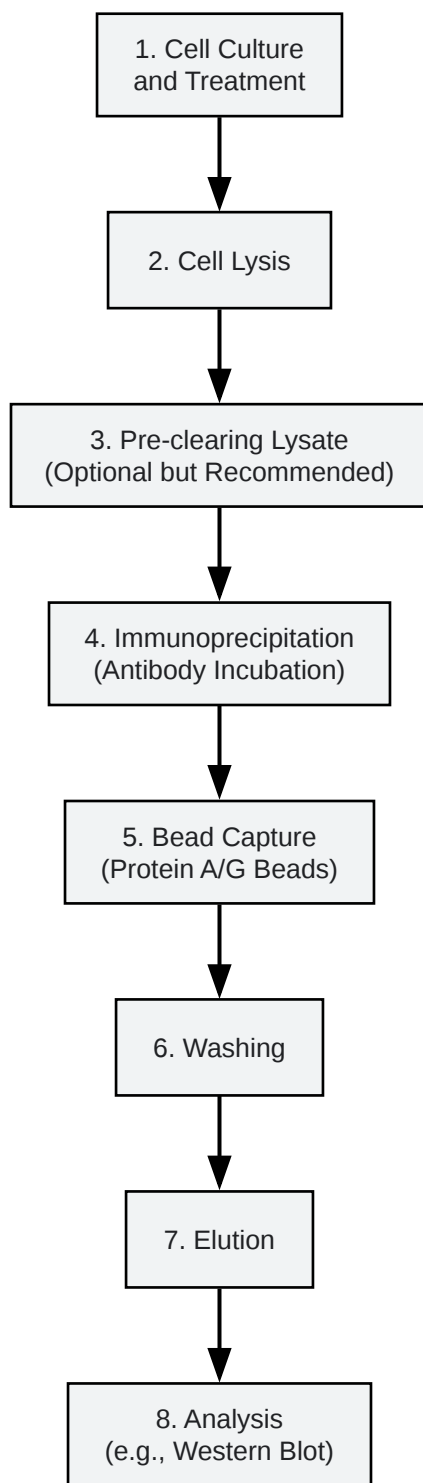 1. Cell Culture
and Treatment
2. Cell Lysis
3. Pre-clearing Lysate
(Optional but Recommended)
4. Immunoprecipitation
(Antibody Incubation)
5. Bead Capture
(Protein A/G Beads)
6. Washing
7. Elution
8. Analysis
(e.g., Western Blot)